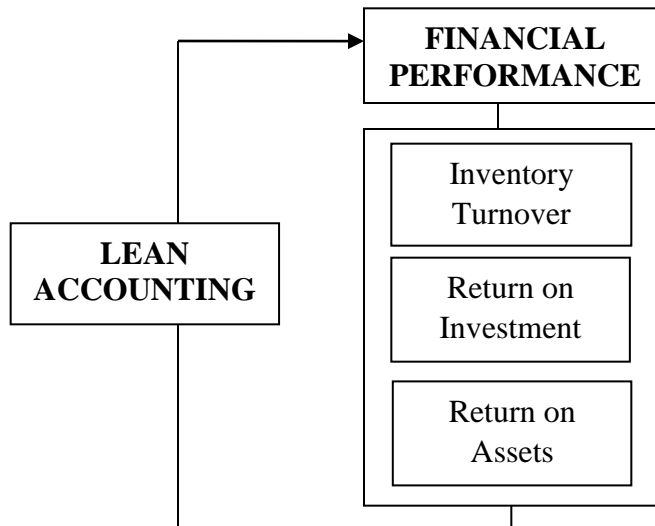 FINANCIAL
PERFORMANCE
Inventory
Turnover
LEAN
ACCOUNTING
Return on
Investment
Return on
Assets